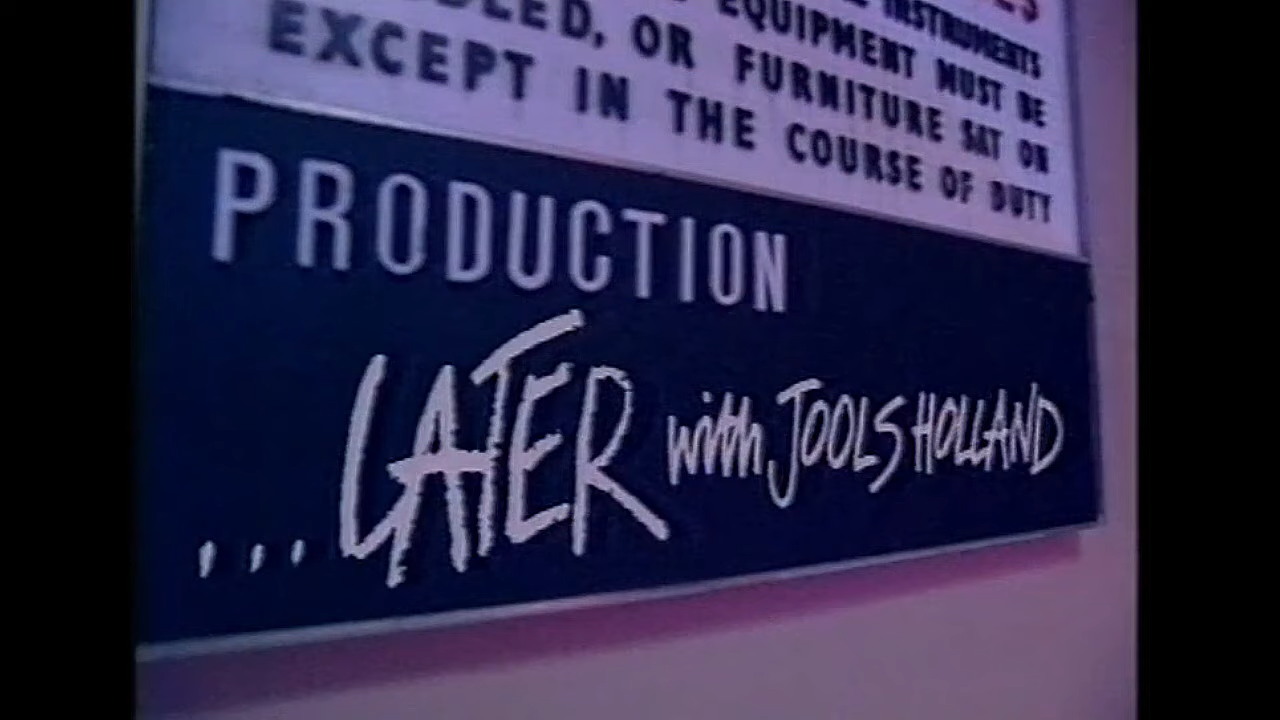 INSTRUMENTS
EQUIPMENT MUST BE
OR FURNITURE SAT ON
EXCEPT IN THE COURSE OF DUTY
PRODUCTION
...LATER with JOOLS HOLLAND